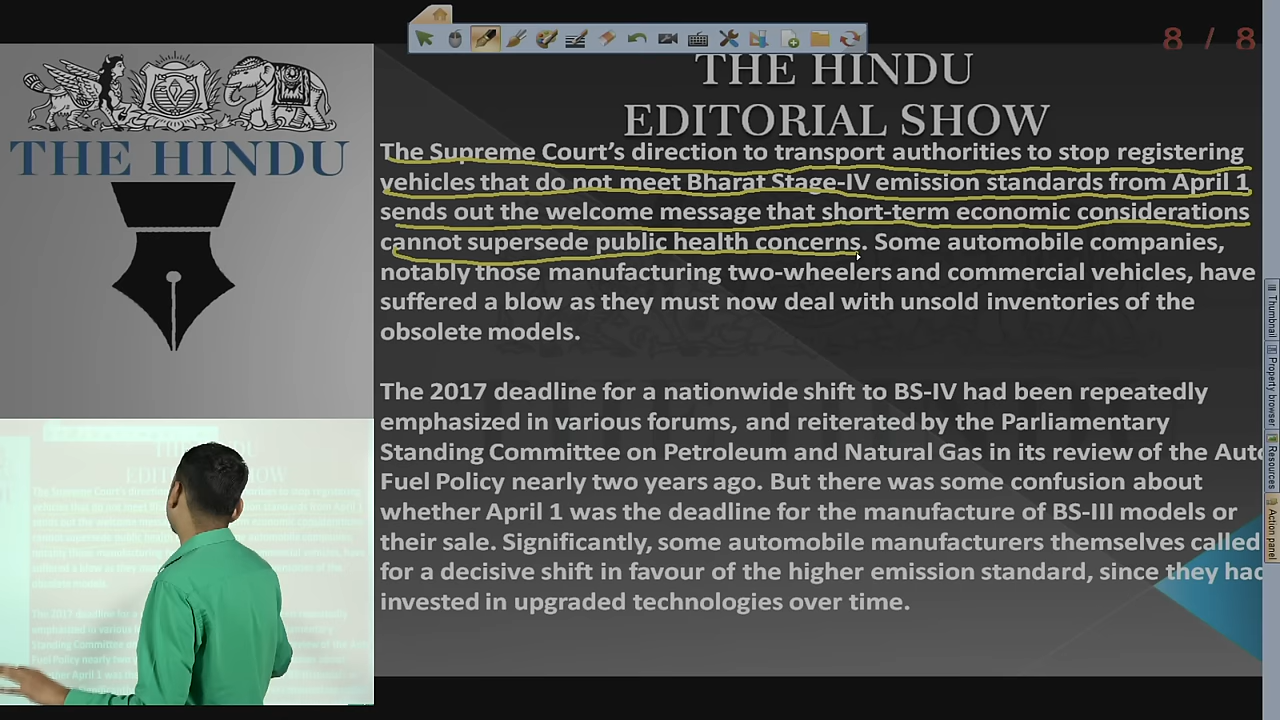 8 / 8
THE HINDU
THE HINDU
EDITORIAL SHOW
The Supreme Court's direction to transport authorities to stop registering
vehicles that do not meet Bharat Stage-IV emission standards from April 1
sends out the welcome message that short-term economic considerations
cannot supersede public health concerns. Some automobile companies,
notably those manufacturing two-wheelers and commercial vehicles, have
suffered a blow as they must now deal with unsold inventories of the
obsolete models.
The 2017 deadline for a nationwide shift to BS-IV had been repeatedly
emphasized in various forums, and reiterated by the Parliamentary
Standing Committee on Petroleum and Natural Gas in its review of the Auto
Fuel Policy nearly two years ago. But there was some confusion about
whether April 1 was the deadline for the manufacture of BS-III models or
their sale. Significantly, some automobile manufacturers themselves called
for a decisive shift in favour of the higher emission standard, since they had
invested in upgraded technologies over time.
Thumbnail
Property browser
Resources
Action panel